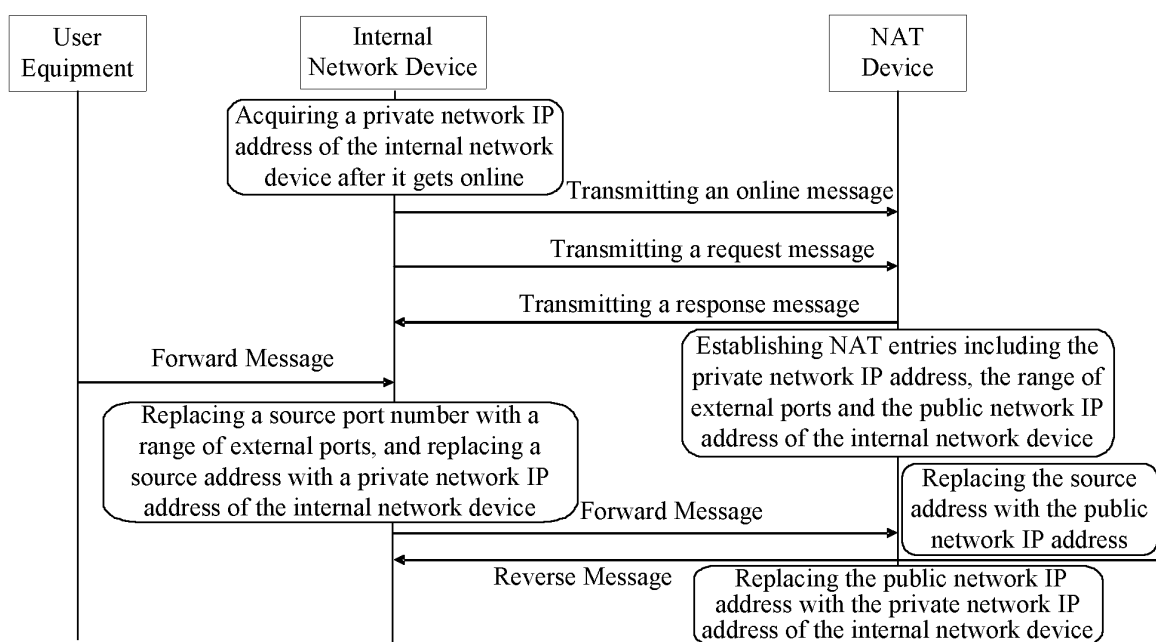 User
Equipment
Internal
Network Device
NAT
Device
Acquiring a private network IP
address of the internal network
device after it gets online
Transmitting an online message
Transmitting a request message
Transmitting a response message
Establishing NAT entries including the
private network IP address, the range of
external ports and the public network IP
address of the internal network device
Forward Message
Replacing a source port number with a
range of external ports, and replacing a
source address with a private network IP
address of the internal network device
Forward Message
Replacing the source
address with the public
network IP address
Reverse Message
Replacing the public network IP
address with the private network IP
address of the internal network device